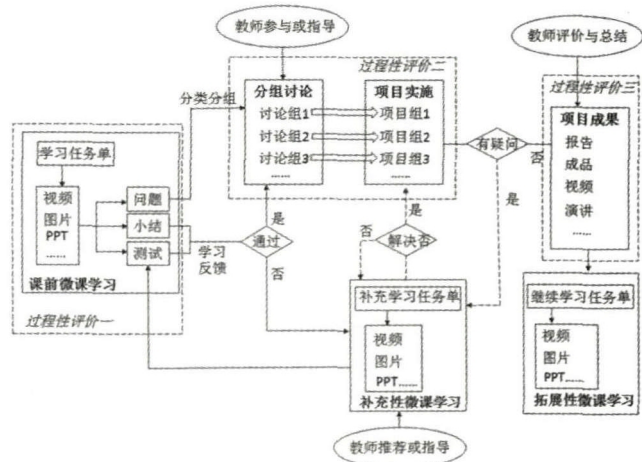 教师参与或指导
教师评价与总结
过程性评价二
过程性评价三
分组讨论
讨论组1
讨论组2
讨论组3
......
项目实施
项目组1
项目组2
项目组3
......
项目成果
报告
成品
视频
演讲
......
分类分组
有疑问
否
是
学习任务单
视频
图片
PPT
......
问题
小结
测试
课前微课学习
过程性评价一
学习
反馈
通过
是
否
解决否
是
否
补充学习任务单
视频
图片
PPT......
补充性微课学习
继续学习任务单
视频
图片
PPT......
拓展性微课学习
教师推荐或指导